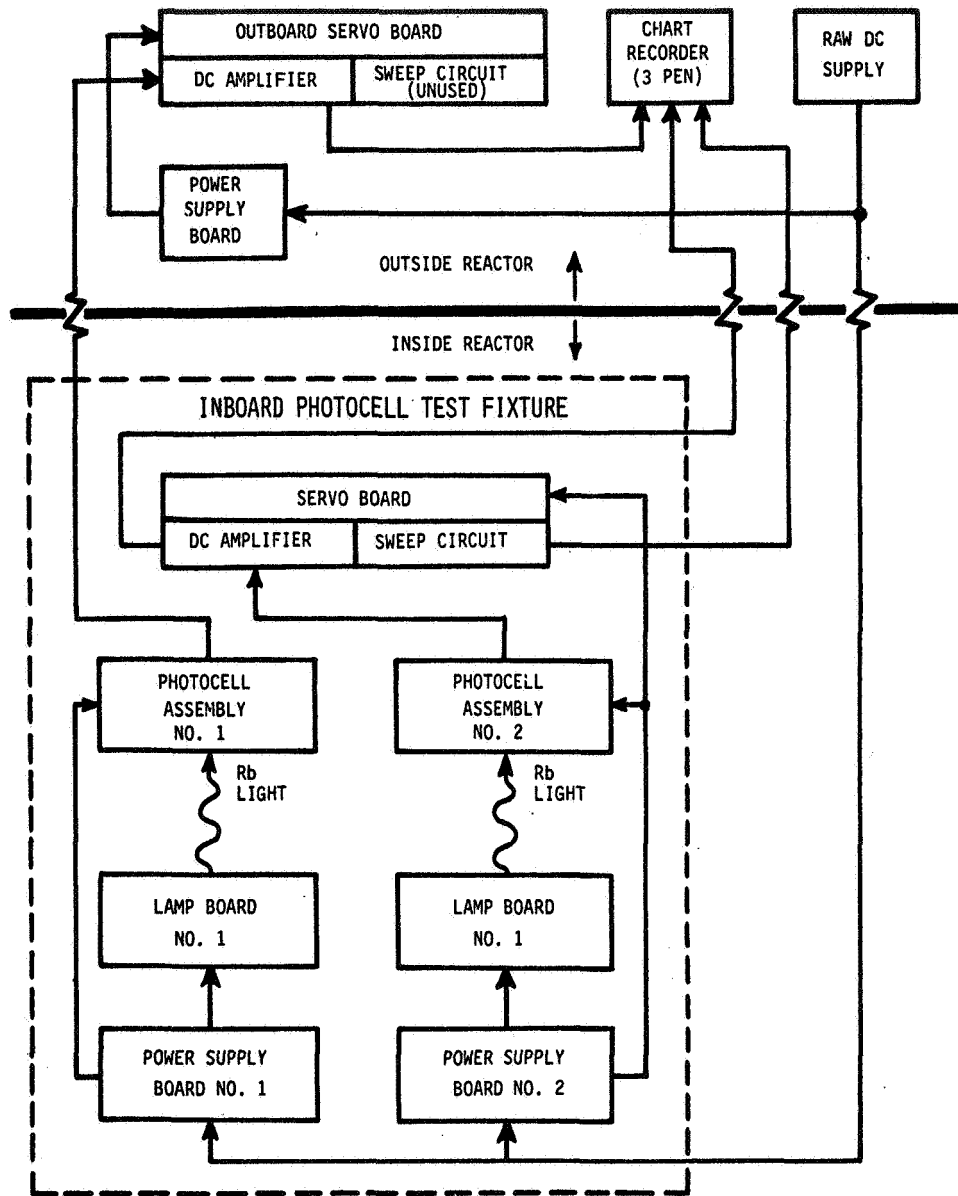 OUTBOARD SERVO BOARD
DC AMPLIFIER
SWEEP CIRCUIT
(UNUSED)
CHART
RECORDER
(3 PEN)
RAW DC
SUPPLY
POWER
SUPPLY
BOARD
OUTSIDE REACTOR
INSIDE REACTOR
INBOARD PHOTOCELL TEST FIXTURE
SERVO BOARD
DC AMPLIFIER
SWEEP CIRCUIT
PHOTOCELL
ASSEMBLY
NO. 1
PHOTOCELL
ASSEMBLY
NO. 2
Rb
LIGHT
Rb
LIGHT
LAMP BOARD
NO. 1
LAMP BOARD
NO. 1
POWER SUPPLY
BOARD NO. 1
POWER SUPPLY
BOARD NO. 2